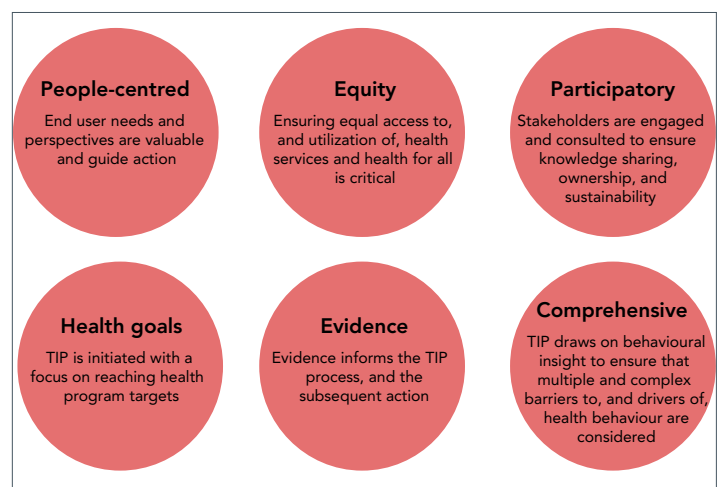 People-centred
End user needs and
perspectives are valuable
and guide action
Equity
Ensuring equal access to,
and utilization of, health
services and health for all
is critical
Participatory
Stakeholders are engaged
and consulted to ensure
knowledge sharing,
ownership, and
sustainability
Health goals
TIP is initiated with a
focus on reaching health
program targets
Evidence
Evidence informs the TIP
process, and the
subsequent action
Comprehensive
TIP draws on behavioural
insight to ensure that
multiple and complex
barriers to, and drivers of,
health behaviour are
considered